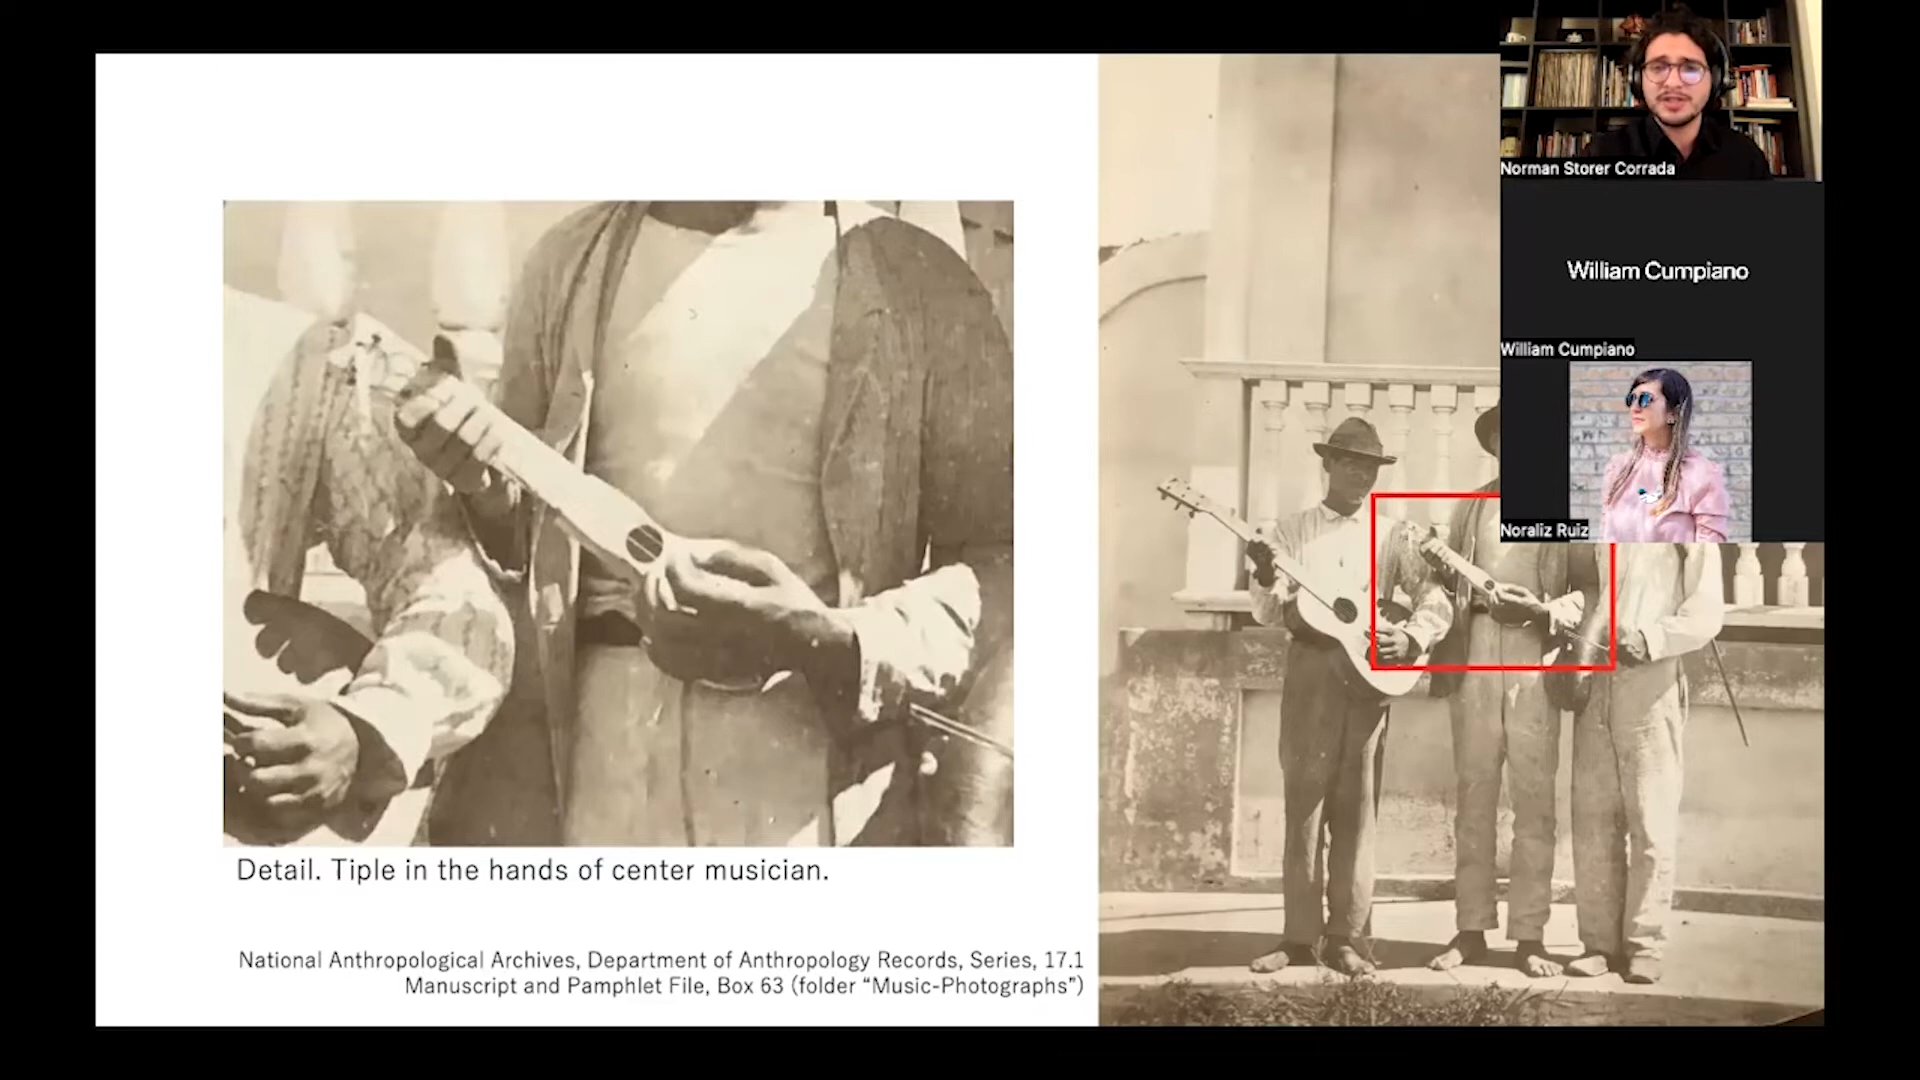 Norman Storer Corrada
William Cumpiano
William Cumpiano
Noraliz Ruiz
Detail. Tiple in the hands of center musician.
National Anthropological Archives, Department of Anthropology Records, Series, 17.1
Manuscript and Pamphlet File, Box 63 (folder “Music-Photographs”)